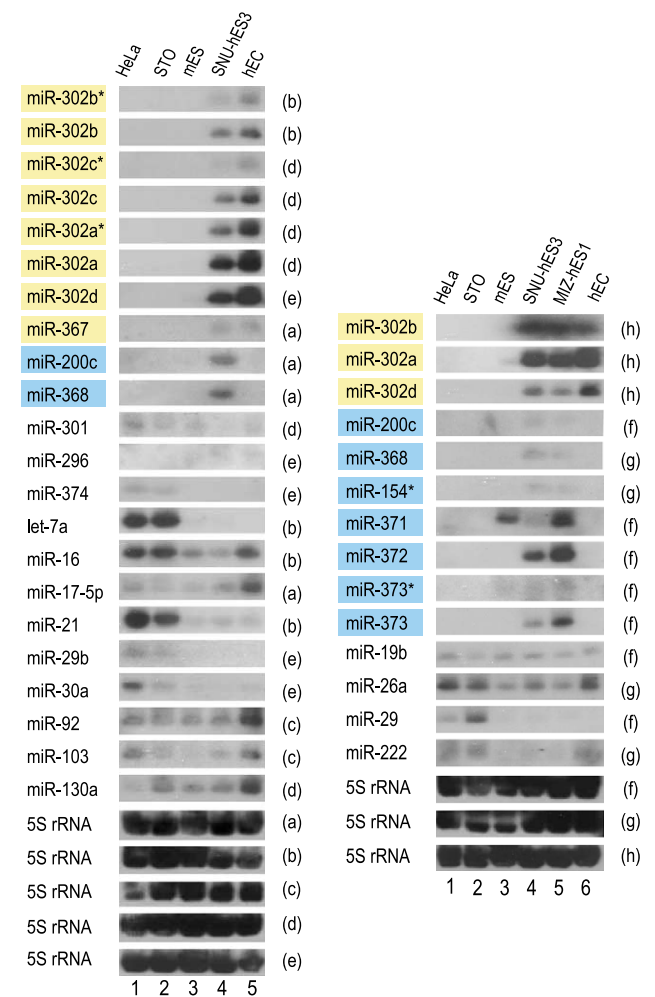 HeLa STO mES SNU-hES3 hEC
miR-302b* (b)
miR-302b (b)
miR-302c* (d)
miR-302c (d)
miR-302a* (d)
miR-302a (d)
miR-302d (e)
miR-367 (a)
miR-200c (a)
miR-368 (a)
miR-301 (d)
miR-296 (e)
miR-374 (e)
let-7a (b)
miR-16 (b)
miR-17-5p (a)
miR-21 (b)
miR-29b (e)
miR-30a (e)
miR-92 (c)
miR-103 (c)
miR-130a (d)
5S rRNA (a)
5S rRNA (b)
5S rRNA (c)
5S rRNA (d)
5S rRNA (e)
1 2 3 4 5
HeLa STO mES SNU-hES3 MIZ-hES1 hEC
miR-302b (h)
miR-302a (h)
miR-302d (h)
miR-200c (f)
miR-368 (g)
miR-154* (g)
miR-371 (f)
miR-372 (f)
miR-373* (f)
miR-373 (f)
miR-19b (f)
miR-26a (g)
miR-29 (f)
miR-222 (g)
5S rRNA (f)
5S rRNA (g)
5S rRNA (h)
1 2 3 4 5 6